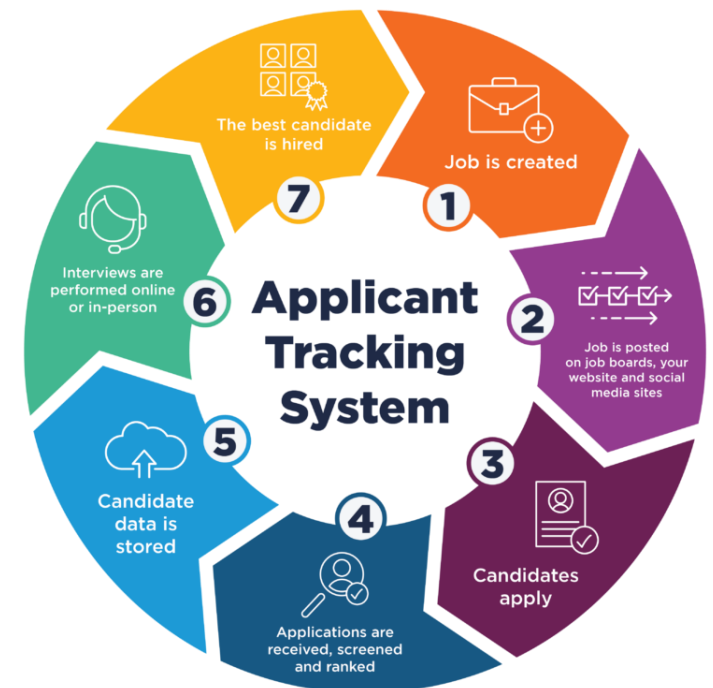 Applicant
Tracking
System
1
Job is created
2
Job is posted
on job boards, your
website and social
media sites
3
Candidates
apply
4
Applications are
received, screened
and ranked
5
Candidate
data is
stored
6
Interviews are
performed online
or in-person
7
The best candidate
is hired